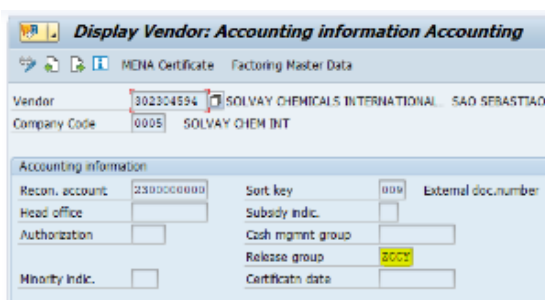 Display Vendor: Accounting information Accounting
MENA Certificate Factoring Master Data
Vendor 302304594 SOLVAY CHEMICALS INTERNATIONAL SAO SEBASTIAO
Company Code 0005 SOLVAY CHEM INT
Accounting information
Recon. account 2300000000 Sort key 009 External doc.number
Head office Subsidy indic.
Authorization Cash mgmnt group
Release group
Minority indic. Certificatn date